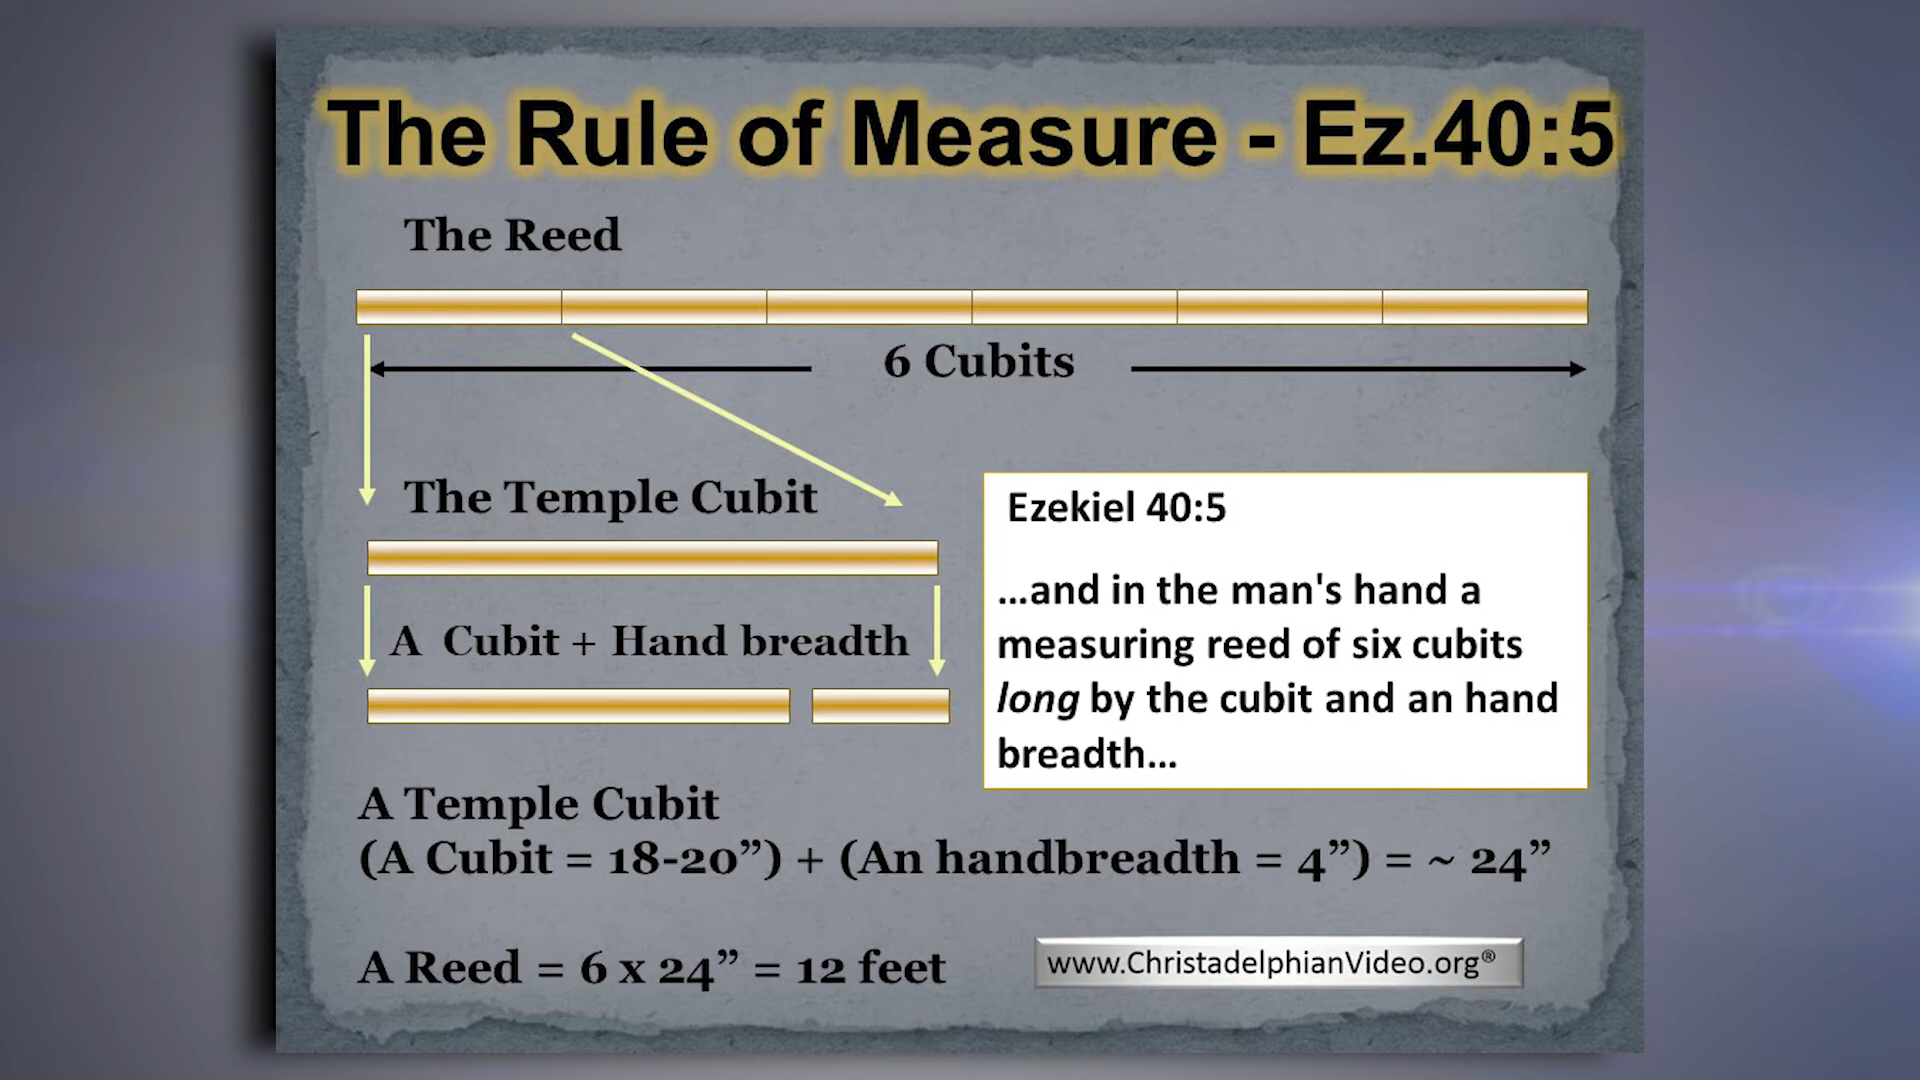 The Rule of Measure - Ez.40:5
The Reed
6 Cubits
The Temple Cubit
A  Cubit + Hand breadth
Ezekiel 40:5
...and in the man's hand a
measuring reed of six cubits
long by the cubit and an hand
breadth...
A Temple Cubit
(A Cubit = 18-20”) + (An handbreadth = 4”) = ~ 24”
A Reed = 6 x 24” = 12 feet
www.ChristadelphianVideo.org®